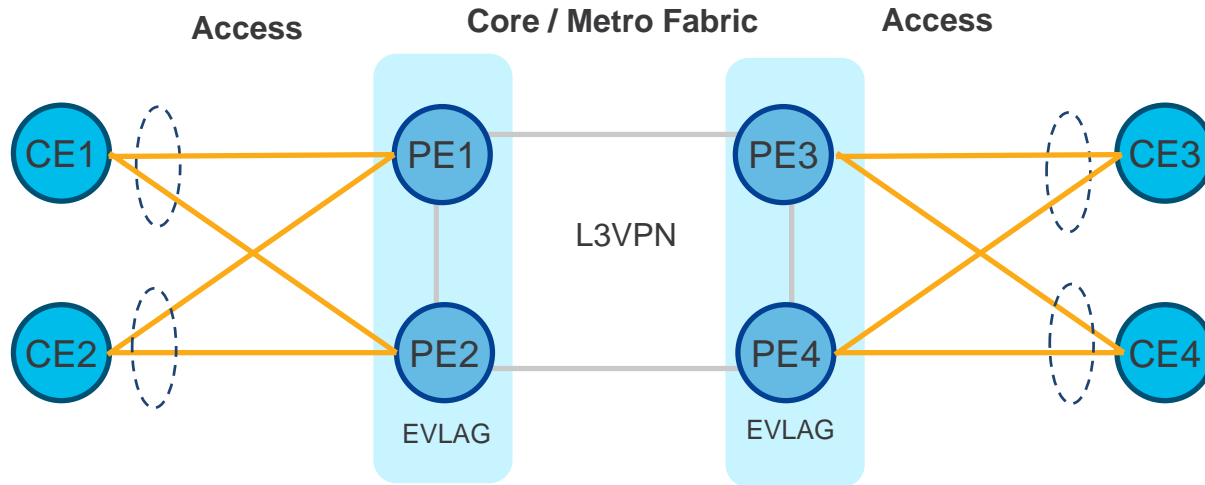 Access
Core / Metro Fabric
Access
CE1
PE1
PE3
CE3
L3VPN
CE2
PE2
PE4
CE4
EVLAG
EVLAG